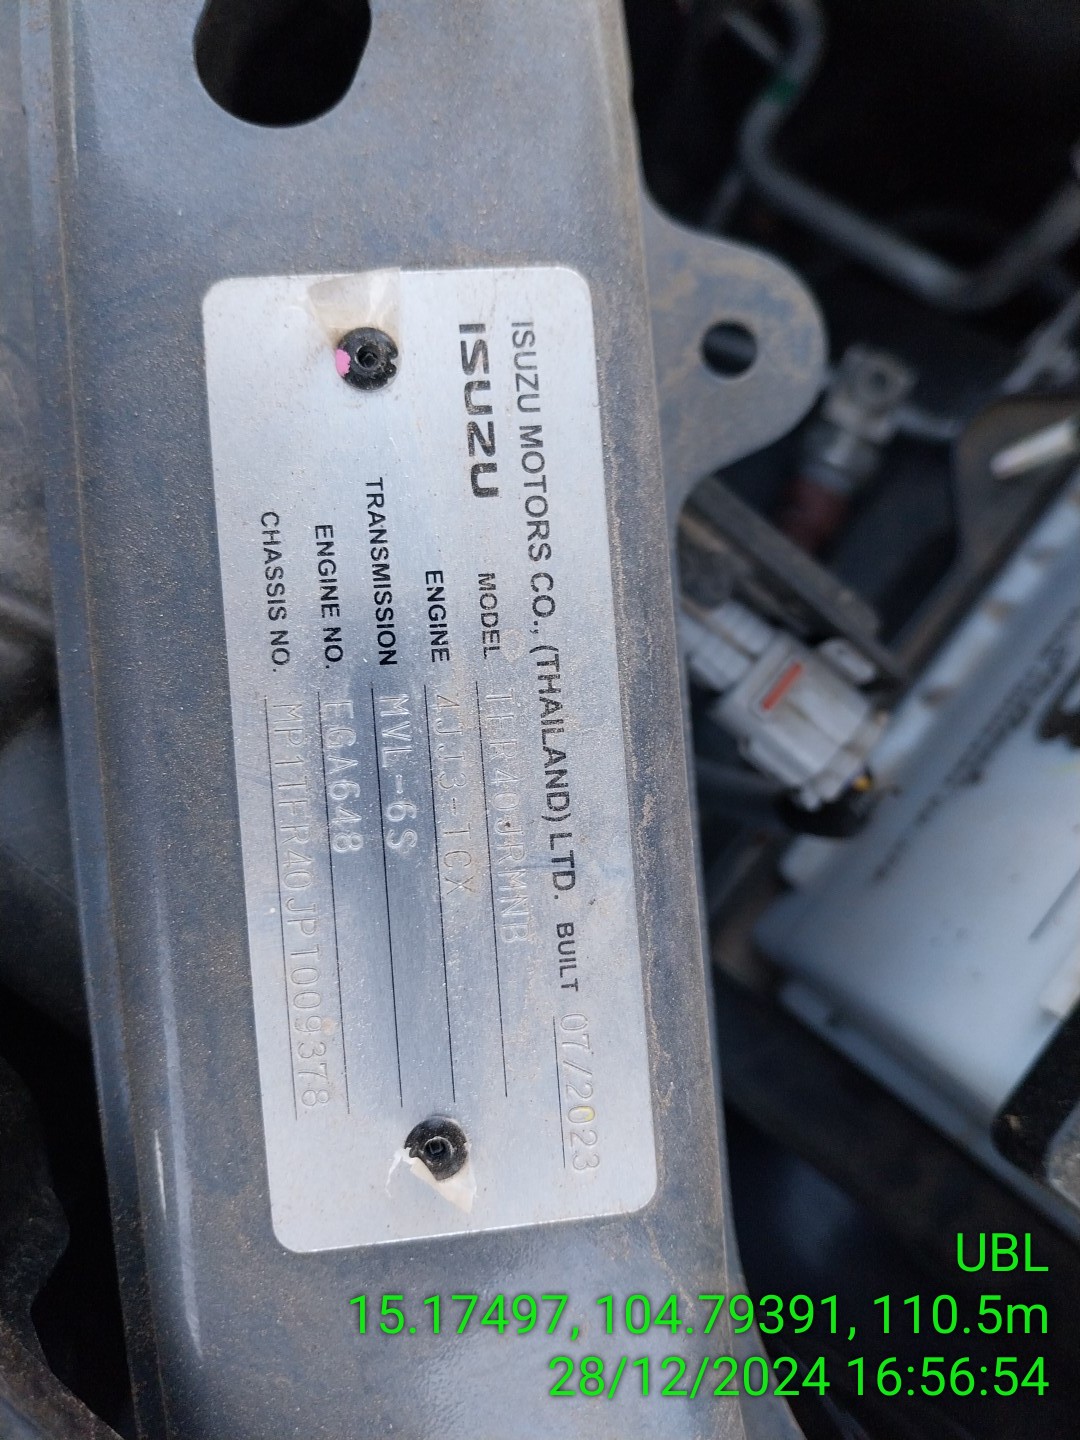 ISUZU MOTORS CO., (THAILAND) LTD. BUILT 07/2023
ISUZU
MODEL TFR40JRMNB
ENGINE 4JJ3-TCX
TRANSMISSION MVL-6S
ENGINE NO. FGA648
CHASSIS NO. MP1TFR40JPT009378
UBL
15.17497, 104.79391, 110.5m
28/12/2024 16:56:54